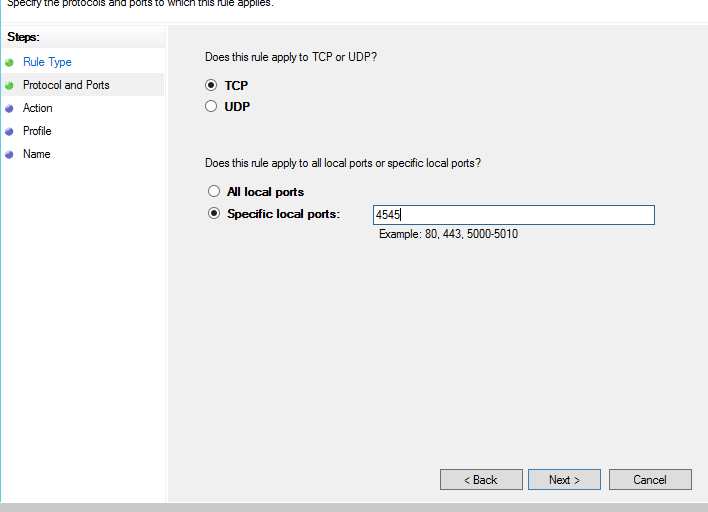 Specify the protocols and ports to which this rule applies.
Steps:
Rule Type
Protocol and Ports
Action
Profile
Name
Does this rule apply to TCP or UDP?
TCP
UDP
Does this rule apply to all local ports or specific local ports?
All local ports
Specific local ports:
4545
Example: 80, 443, 5000-5010
< Back
Next >
Cancel